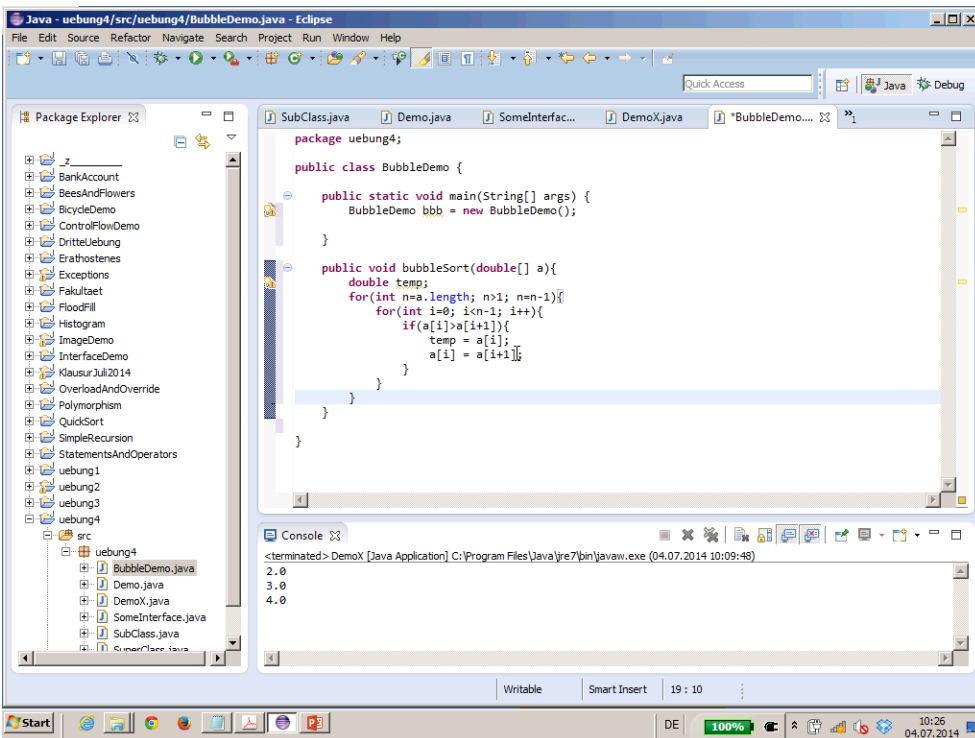 Java - uebung4/src/uebung4/BubbleDemo.java - Eclipse
File Edit Source Refactor Navigate Search Project Run Window Help
Quick Access
Java
Debug
Package Explorer
_z_________
BankAccount
BeesAndFlowers
BicycleDemo
ControlFlowDemo
DritteUebung
Erathostenes
Exceptions
Fakultaet
FloodFill
Histogram
ImageDemo
InterfaceDemo
KlausurJuli2014
OverloadAndOverride
Polymorphism
QuickSort
SimpleRecursion
StatementsAndOperators
uebung1
uebung2
uebung3
uebung4
src
uebung4
BubbleDemo.java
Demo.java
DemoX.java
SomeInterface.java
SubClass.java
SuperClass.java
SubClass.java
Demo.java
SomeInterfac...
DemoX.java
*BubbleDemo....
»1
package uebung4;
public class BubbleDemo {
public static void main(String[] args) {
BubbleDemo bbb = new BubbleDemo();
}
public void bubbleSort(double[] a){
double temp;
for(int n=a.length; n>1; n=n-1){
for(int i=0; i<n-1; i++){
if(a[i]>a[i+1]){
temp = a[i];
a[i] = a[i+1];
}
}
}
}
}
Console
<terminated> DemoX [Java Application] C:\Program Files\Java\jre7\bin\javaw.exe (04.07.2014 10:09:48)
2.0
3.0
4.0
Writable
Smart Insert
19 : 10
Start
DE
100%
10:26
04.07.2014